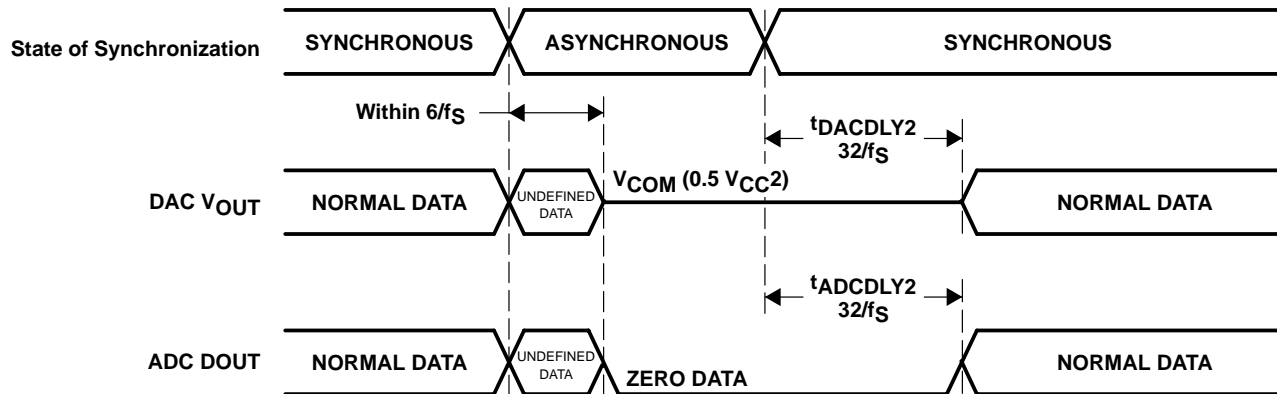 State of Synchronization
SYNCHRONOUS
ASYNCHRONOUS
SYNCHRONOUS
Within 6/fS
tDACDLY2
32/fS
VCOM (0.5 VCC2)
DAC VOUT
NORMAL DATA
UNDEFINED
DATA
NORMAL DATA
tADCDLY2
32/fS
ADC DOUT
NORMAL DATA
UNDEFINED
DATA
ZERO DATA
NORMAL DATA